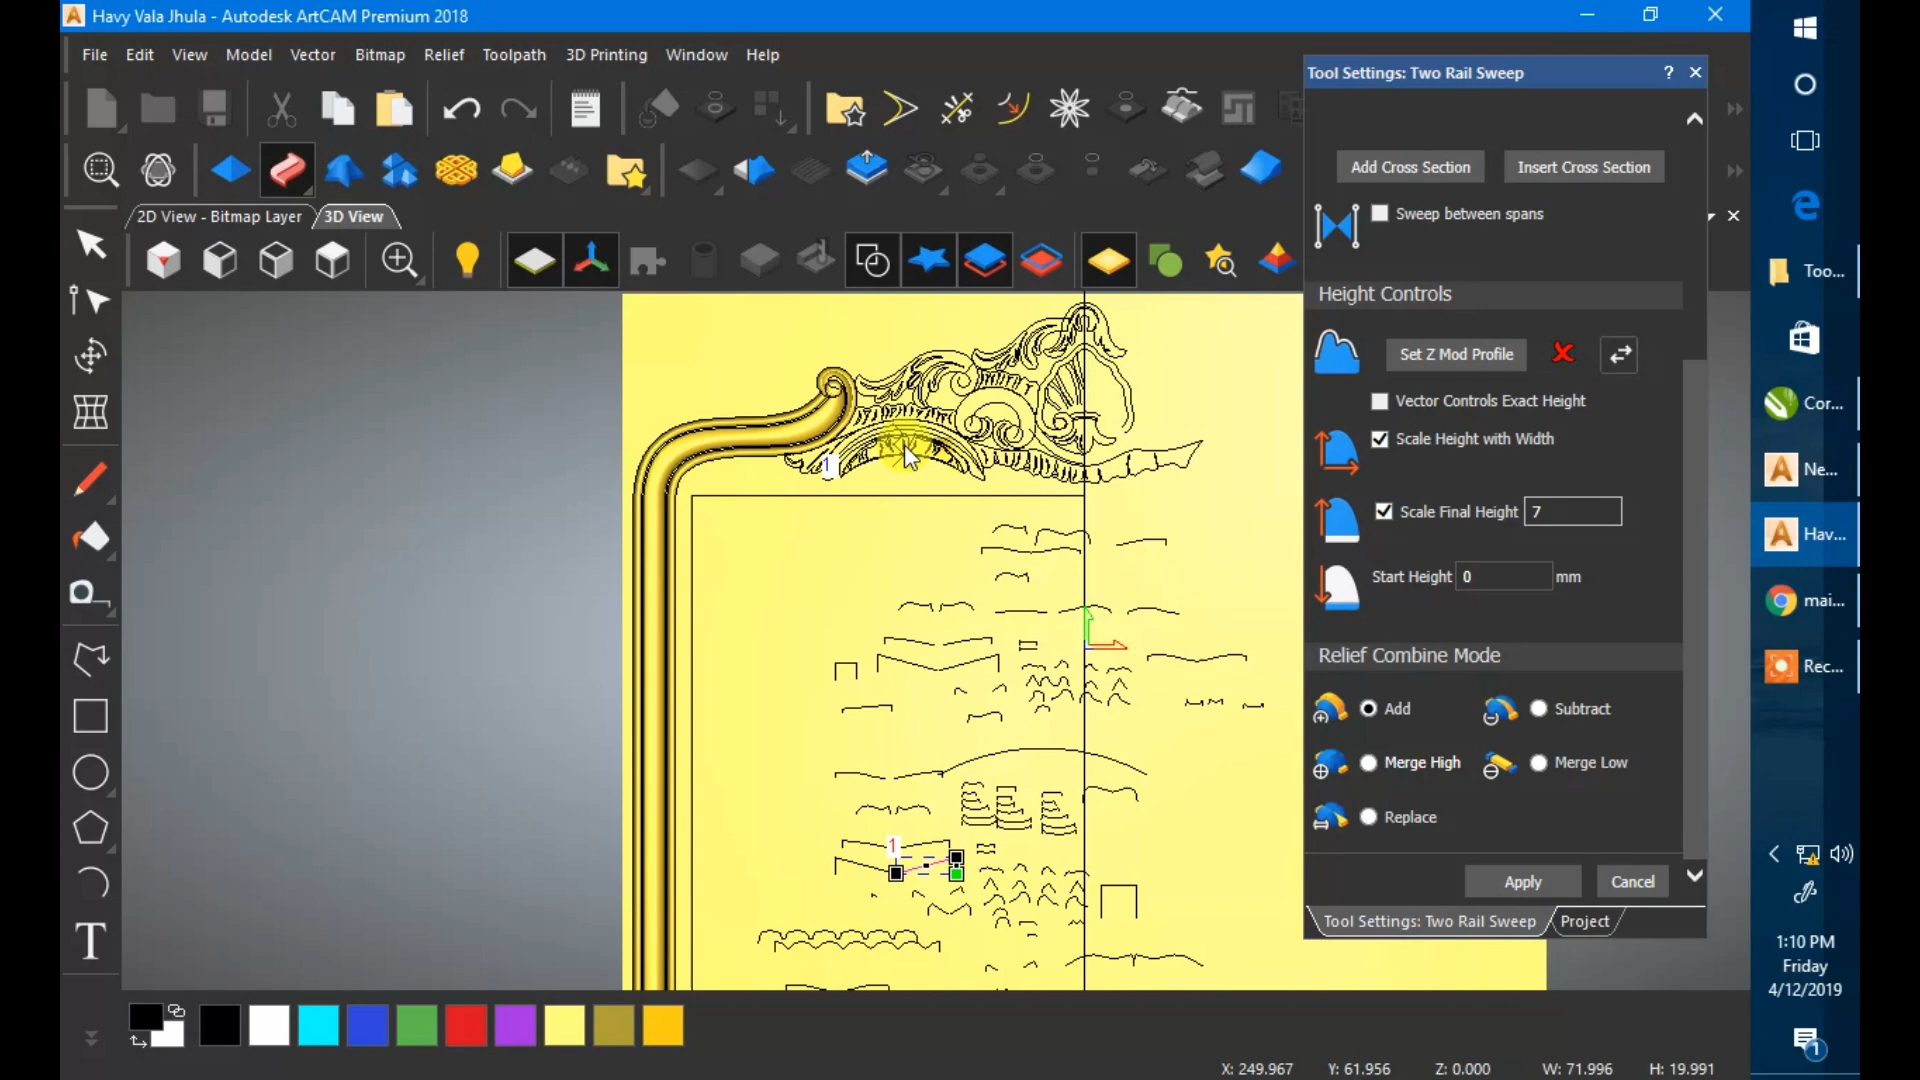 Havy Vala Jhula - Autodesk ArtCAM Premium 2018
File Edit View Model Vector Bitmap Relief Toolpath 3D Printing Window Help
Tool Settings: Two Rail Sweep ?
Add Cross Section Insert Cross Section
Sweep between spans
2D View - Bitmap Layer 3D View
Height Controls
Set Z Mod Profile
Vector Controls Exact Height
Scale Height with Width
Scale Final Height 7
Start Height 0 mm
Relief Combine Mode
Add Subtract
Merge High Merge Low
Replace
Apply Cancel
Tool Settings: Two Rail Sweep Project
1
1
T
X: 249.967 Y: 61.956 Z: 0.000 W: 71.996 H: 19.991
Too...
Cor...
Ne...
Hav...
mai...
Rec...
1:10 PM
Friday
4/12/2019
1